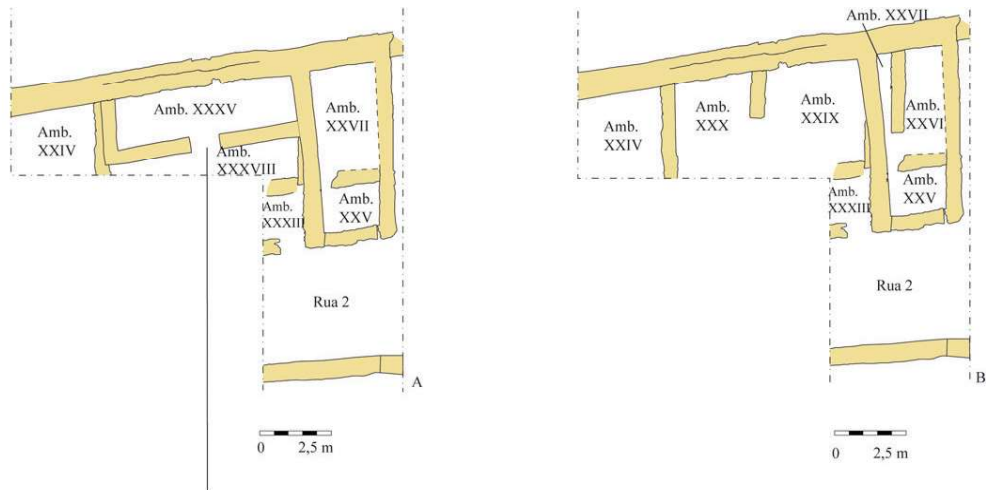 Amb. XXXV
Amb.
XXIV
Amb.
XXVII
Amb.
XXXVIII
Amb.
XXV
Amb.
XXXIII
Rua 2
A
0 2,5 m
Amb. XXVII
Amb.
XXIV
Amb.
XXX
Amb.
XXIX
Amb.
XXVI
Amb.
XXV
Amb.
XXXIII
Rua 2
B
0 2,5 m